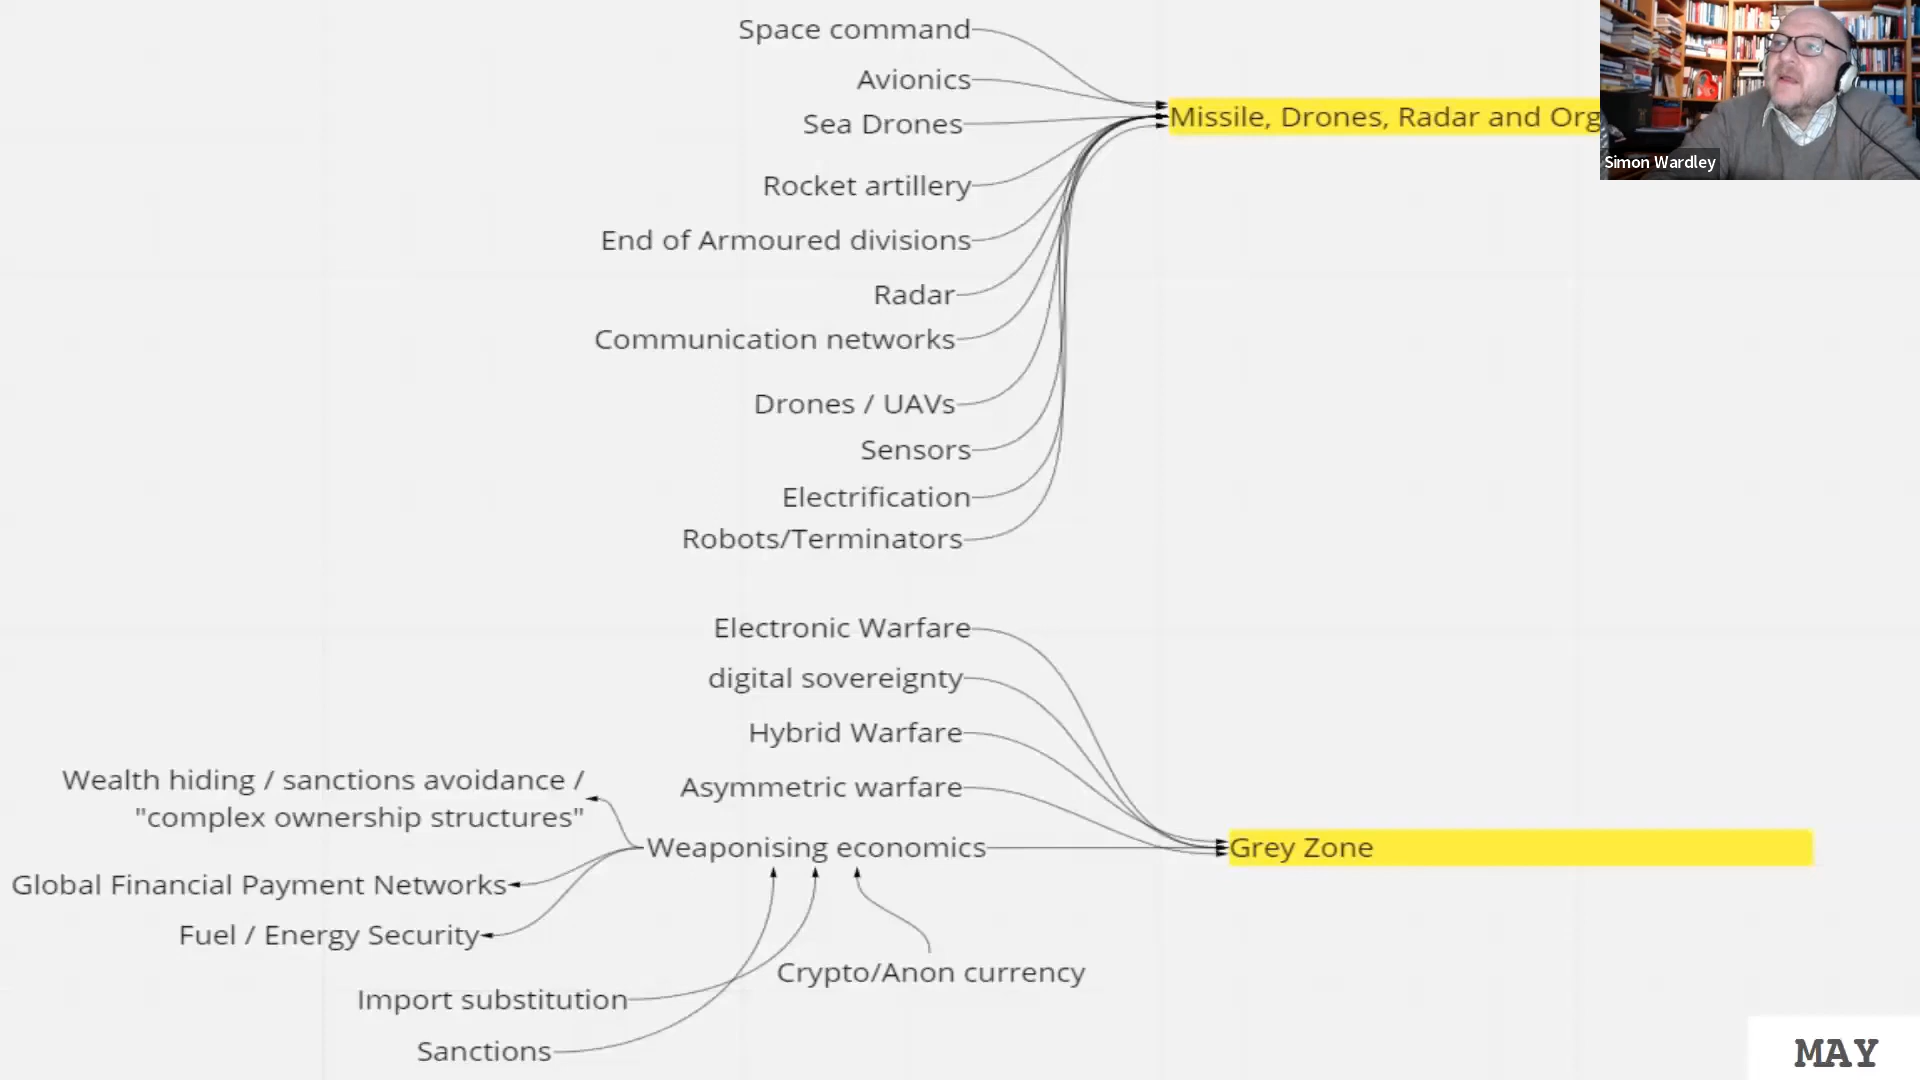 Space command
Avionics
Sea Drones
Missile, Drones, Radar and Org
Simon Wardley
Rocket artillery
End of Armoured divisions
Radar
Communication networks
Drones / UAVs
Sensors
Electrification
Robots/Terminators
Electronic Warfare
digital sovereignty
Hybrid Warfare
Asymmetric warfare
Wealth hiding / sanctions avoidance /
"complex ownership structures"
Weaponising economics
Grey Zone
Global Financial Payment Networks
Fuel / Energy Security
Crypto/Anon currency
Import substitution
Sanctions
MAY